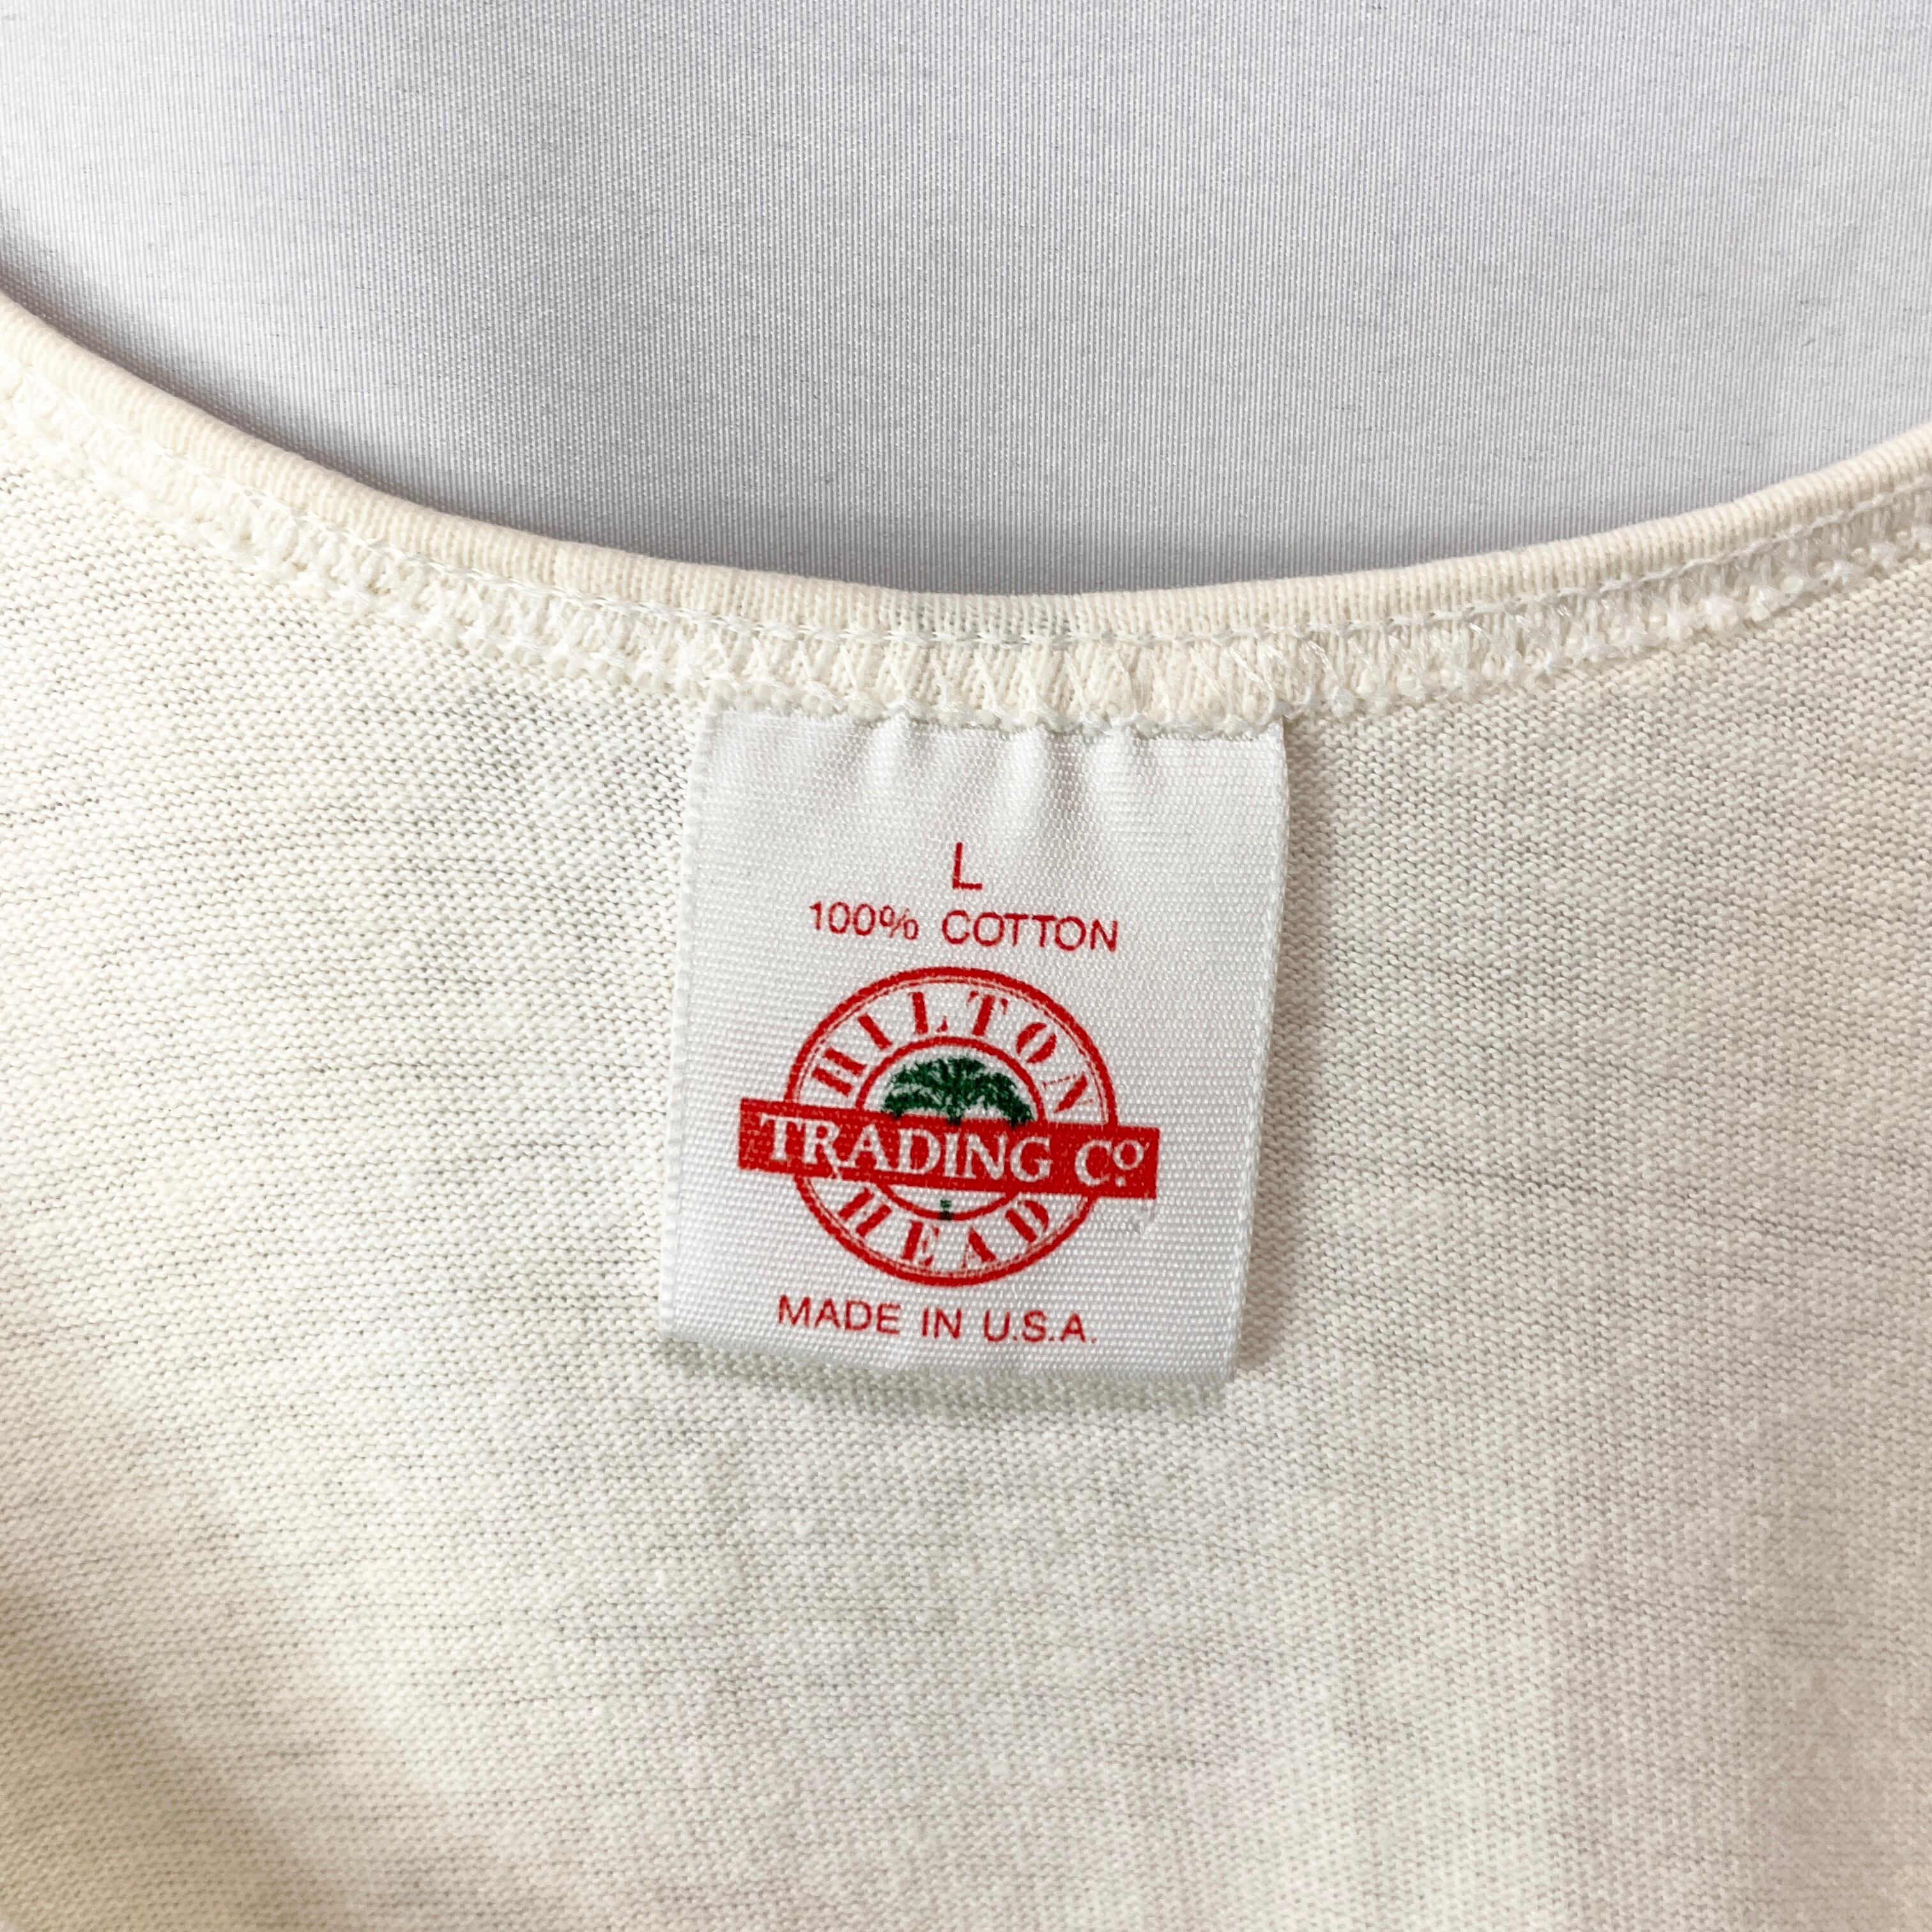 L
100% COTTON
HILTON
TRADING Cº.
HEAD
MADE IN U.S.A.